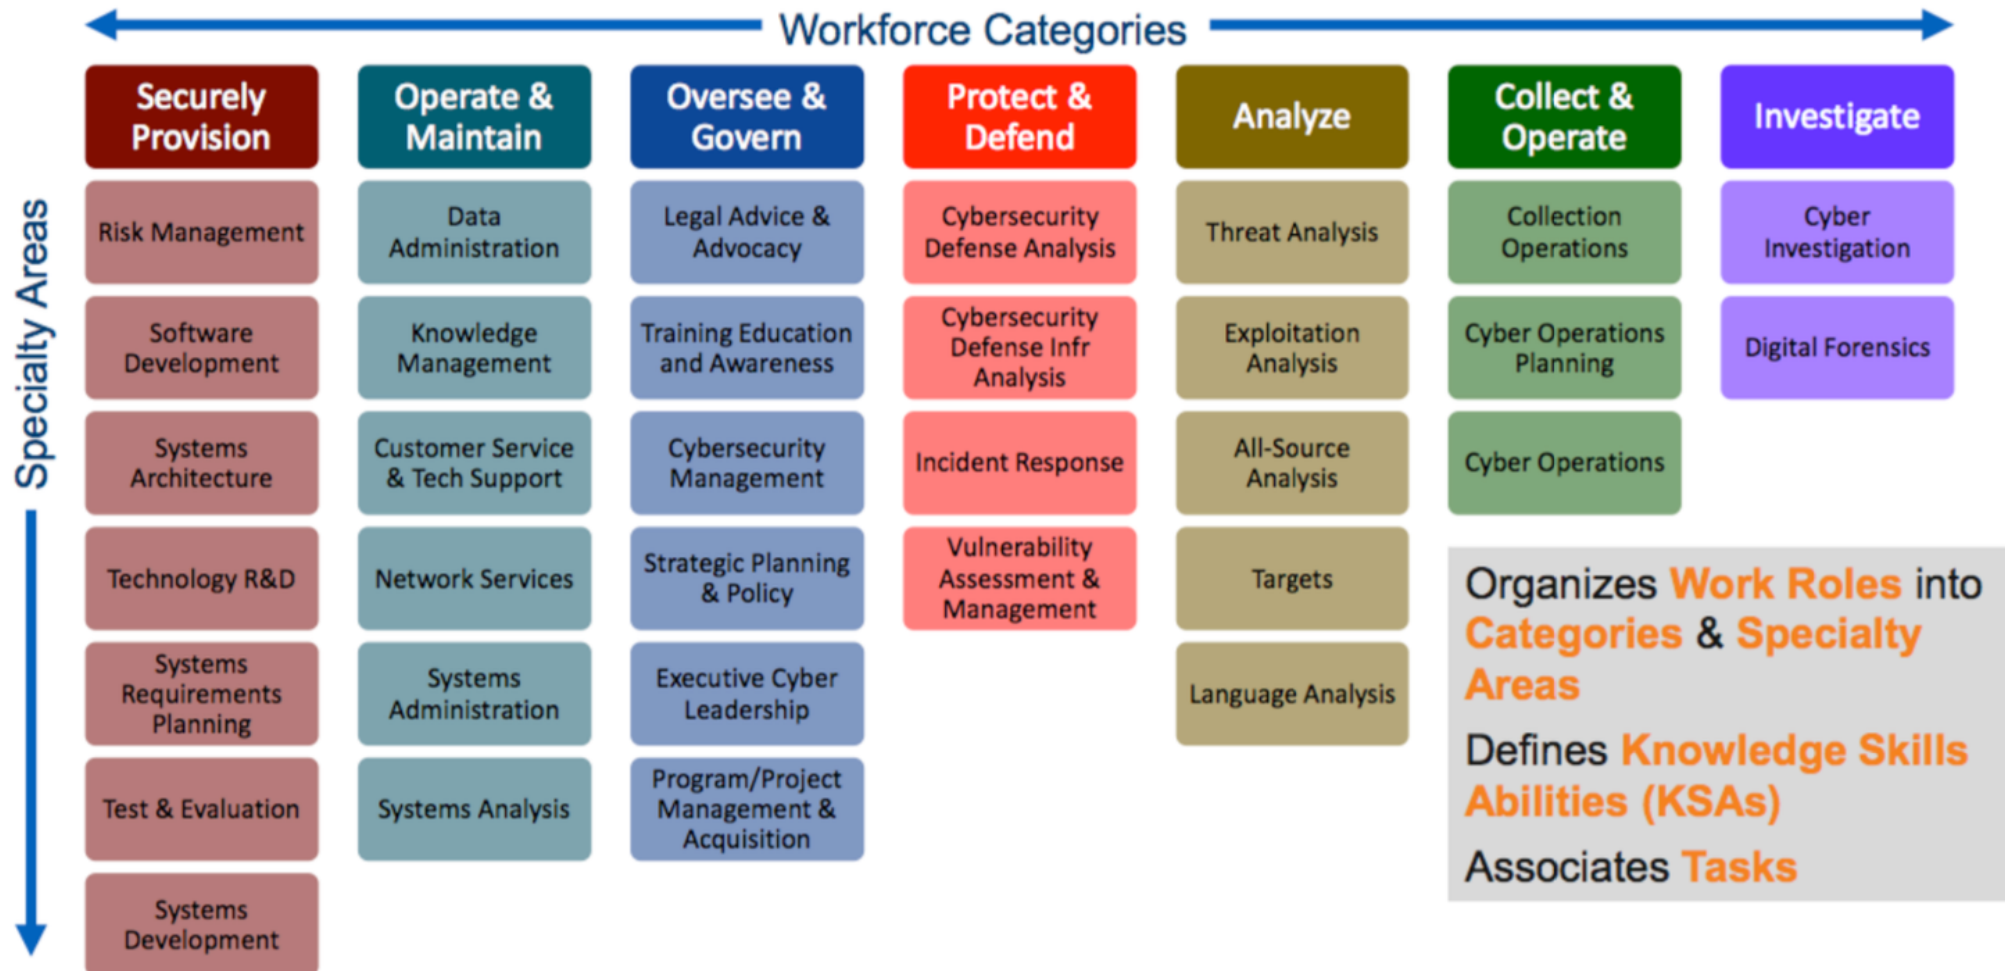 Workforce Categories
Specialty Areas
Securely
Provision
Risk Management
Software
Development
Systems
Architecture
Technology R&D
Systems
Requirements
Planning
Test & Evaluation
Systems
Development
Operate &
Maintain
Data
Administration
Knowledge
Management
Customer Service
& Tech Support
Network Services
Systems
Administration
Systems Analysis
Oversee &
Govern
Legal Advice &
Advocacy
Training Education
and Awareness
Cybersecurity
Management
Strategic Planning
& Policy
Executive Cyber
Leadership
Program/Project
Management &
Acquisition
Protect &
Defend
Cybersecurity
Defense Analysis
Cybersecurity
Defense Infr
Analysis
Incident Response
Vulnerability
Assessment &
Management
Analyze
Threat Analysis
Exploitation
Analysis
All-Source
Analysis
Targets
Language Analysis
Collect &
Operate
Collection
Operations
Cyber Operations
Planning
Cyber Operations
Investigate
Cyber
Investigation
Digital Forensics
Organizes Work Roles into
Categories & Specialty
Areas
Defines Knowledge Skills
Abilities (KSAs)
Associates Tasks